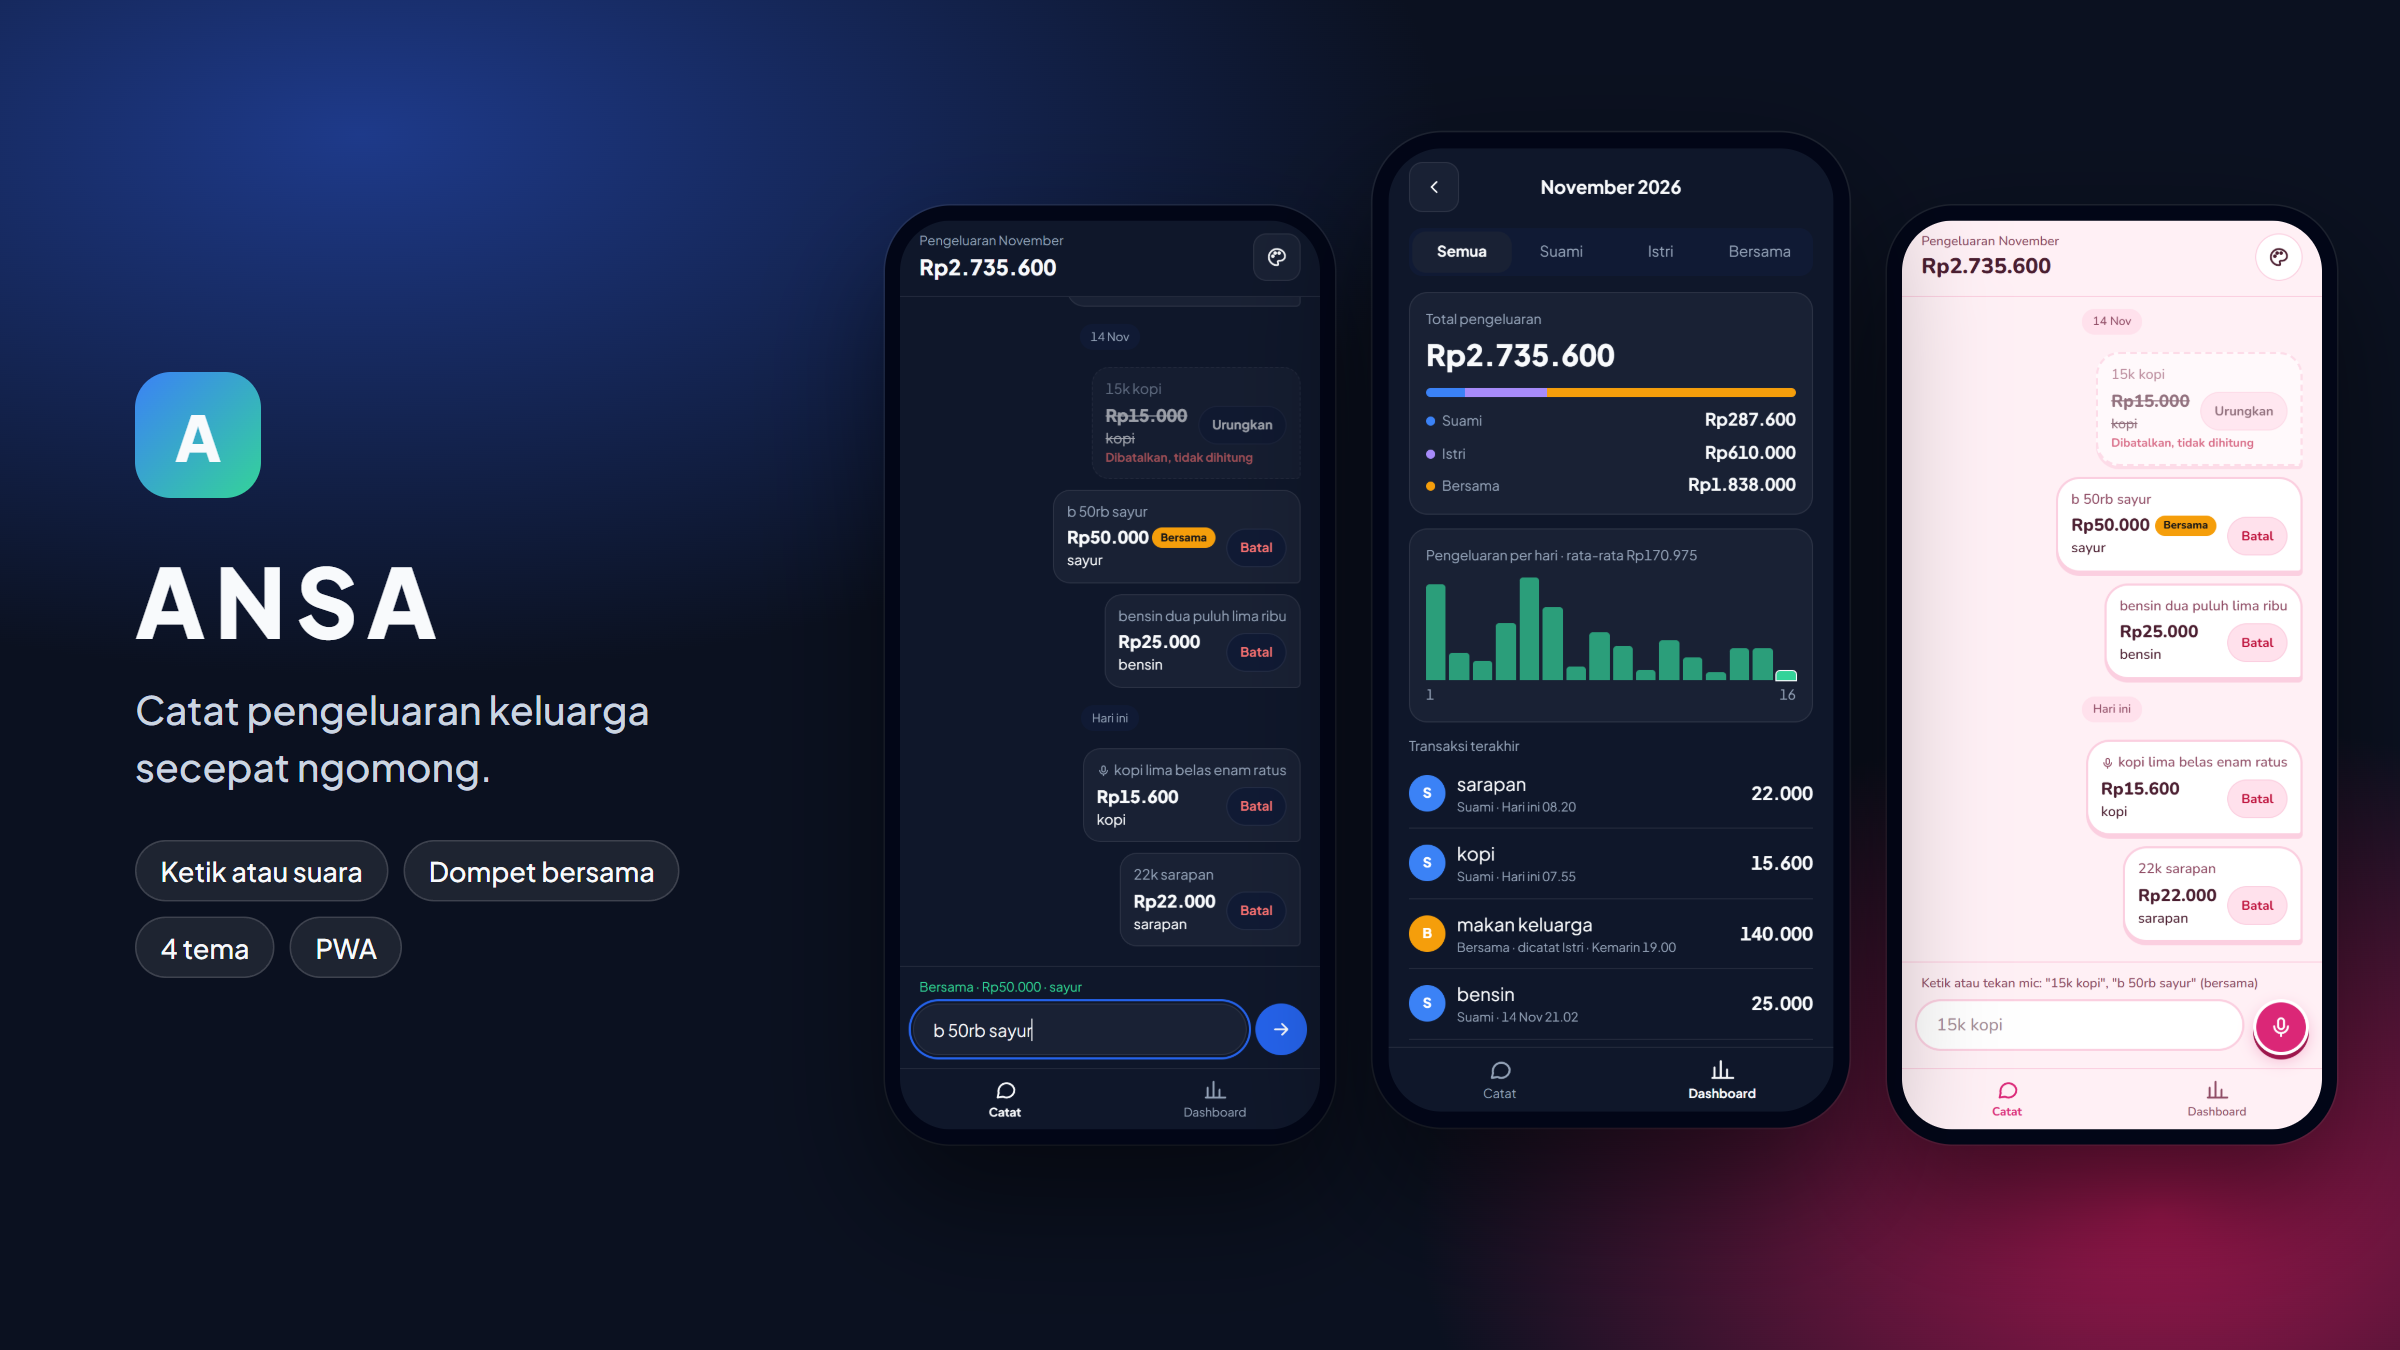 A
ANSA
Catat pengeluaran keluarga
secepat ngomong.
Ketik atau suara
Dompet bersama
4 tema
PWA
Pengeluaran November
Rp2.735.600
14 Nov
15k kopi
Rp15.000
kopi
Urungkan
Dibatalkan, tidak dihitung
b 50rb sayur
Rp50.000 Bersama
sayur
Batal
bensin dua puluh lima ribu
Rp25.000
bensin
Batal
Hari ini
kopi lima belas enam ratus
Rp15.600
kopi
Batal
22k sarapan
Rp22.000
sarapan
Batal
Bersama · Rp50.000 · sayur
b 50rb sayur
Catat
Dashboard
November 2026
Semua
Suami
Istri
Bersama
Total pengeluaran
Rp2.735.600
Suami Rp287.600
Istri Rp610.000
Bersama Rp1.838.000
Pengeluaran per hari · rata-rata Rp170.975
1
16
Transaksi terakhir
S
sarapan
Suami · Hari ini 08.20
22.000
S
kopi
Suami · Hari ini 07.55
15.600
B
makan keluarga
Bersama · dicatat Istri · Kemarin 19.00
140.000
S
bensin
Suami · 14 Nov 21.02
25.000
Catat
Dashboard
Pengeluaran November
Rp2.735.600
14 Nov
15k kopi
Rp15.000
kopi
Urungkan
Dibatalkan, tidak dihitung
b 50rb sayur
Rp50.000 Bersama
sayur
Batal
bensin dua puluh lima ribu
Rp25.000
bensin
Batal
Hari ini
kopi lima belas enam ratus
Rp15.600
kopi
Batal
22k sarapan
Rp22.000
sarapan
Batal
Ketik atau tekan mic: "15k kopi", "b 50rb sayur" (bersama)
15k kopi
Catat
Dashboard